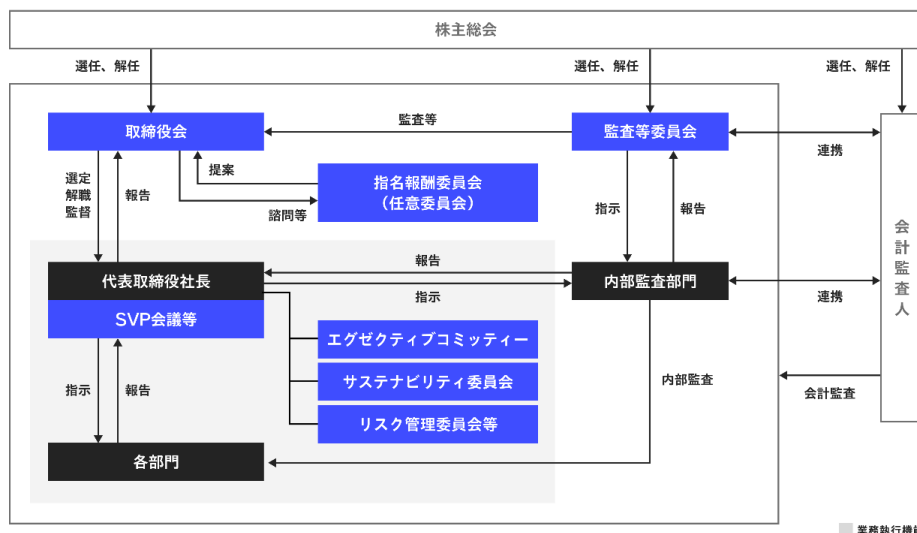 株主総会
選任、解任
選任、解任
選任、解任
取締役会
監査等
監査等委員会
連携
選定
解職
監督
報告
提案
諮問等
指名報酬委員会
（任意委員会）
指示
報告
会計監査人
代表取締役社長
SVP会議等
報告
指示
内部監査部門
連携
エグゼクティブコミッティー
サステナビリティ委員会
リスク管理委員会等
内部監査
会計監査
指示
報告
各部門
業務執行機能